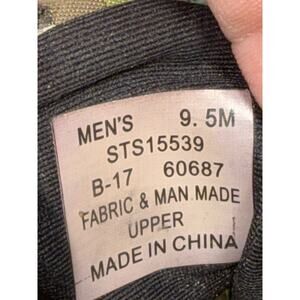 MEN'S 9.5M
STS15539
B-17 60687
FABRIC & MAN MADE
UPPER
MADE IN CHINA